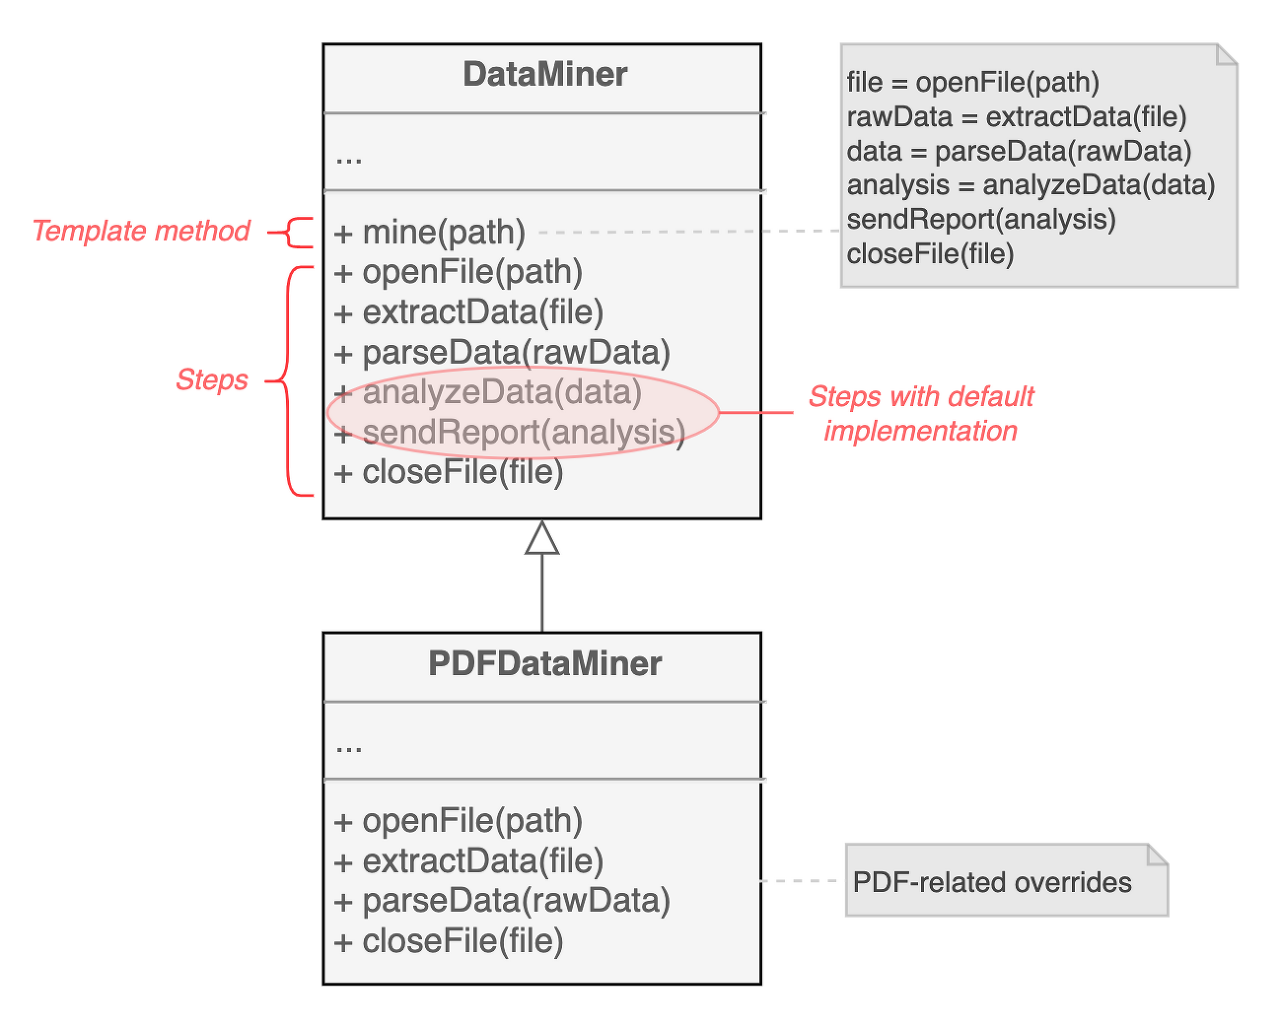 DataMiner
...
Template method
+ mine(path)
+ openFile(path)
+ extractData(file)
+ parseData(rawData)
+ analyzeData(data)
+ sendReport(analysis)
+ closeFile(file)
Steps
file = openFile(path)
rawData = extractData(file)
data = parseData(rawData)
analysis = analyzeData(data)
sendReport(analysis)
closeFile(file)
Steps with default
implementation
PDFDataMiner
...
+ openFile(path)
+ extractData(file)
+ parseData(rawData)
+ closeFile(file)
PDF-related overrides